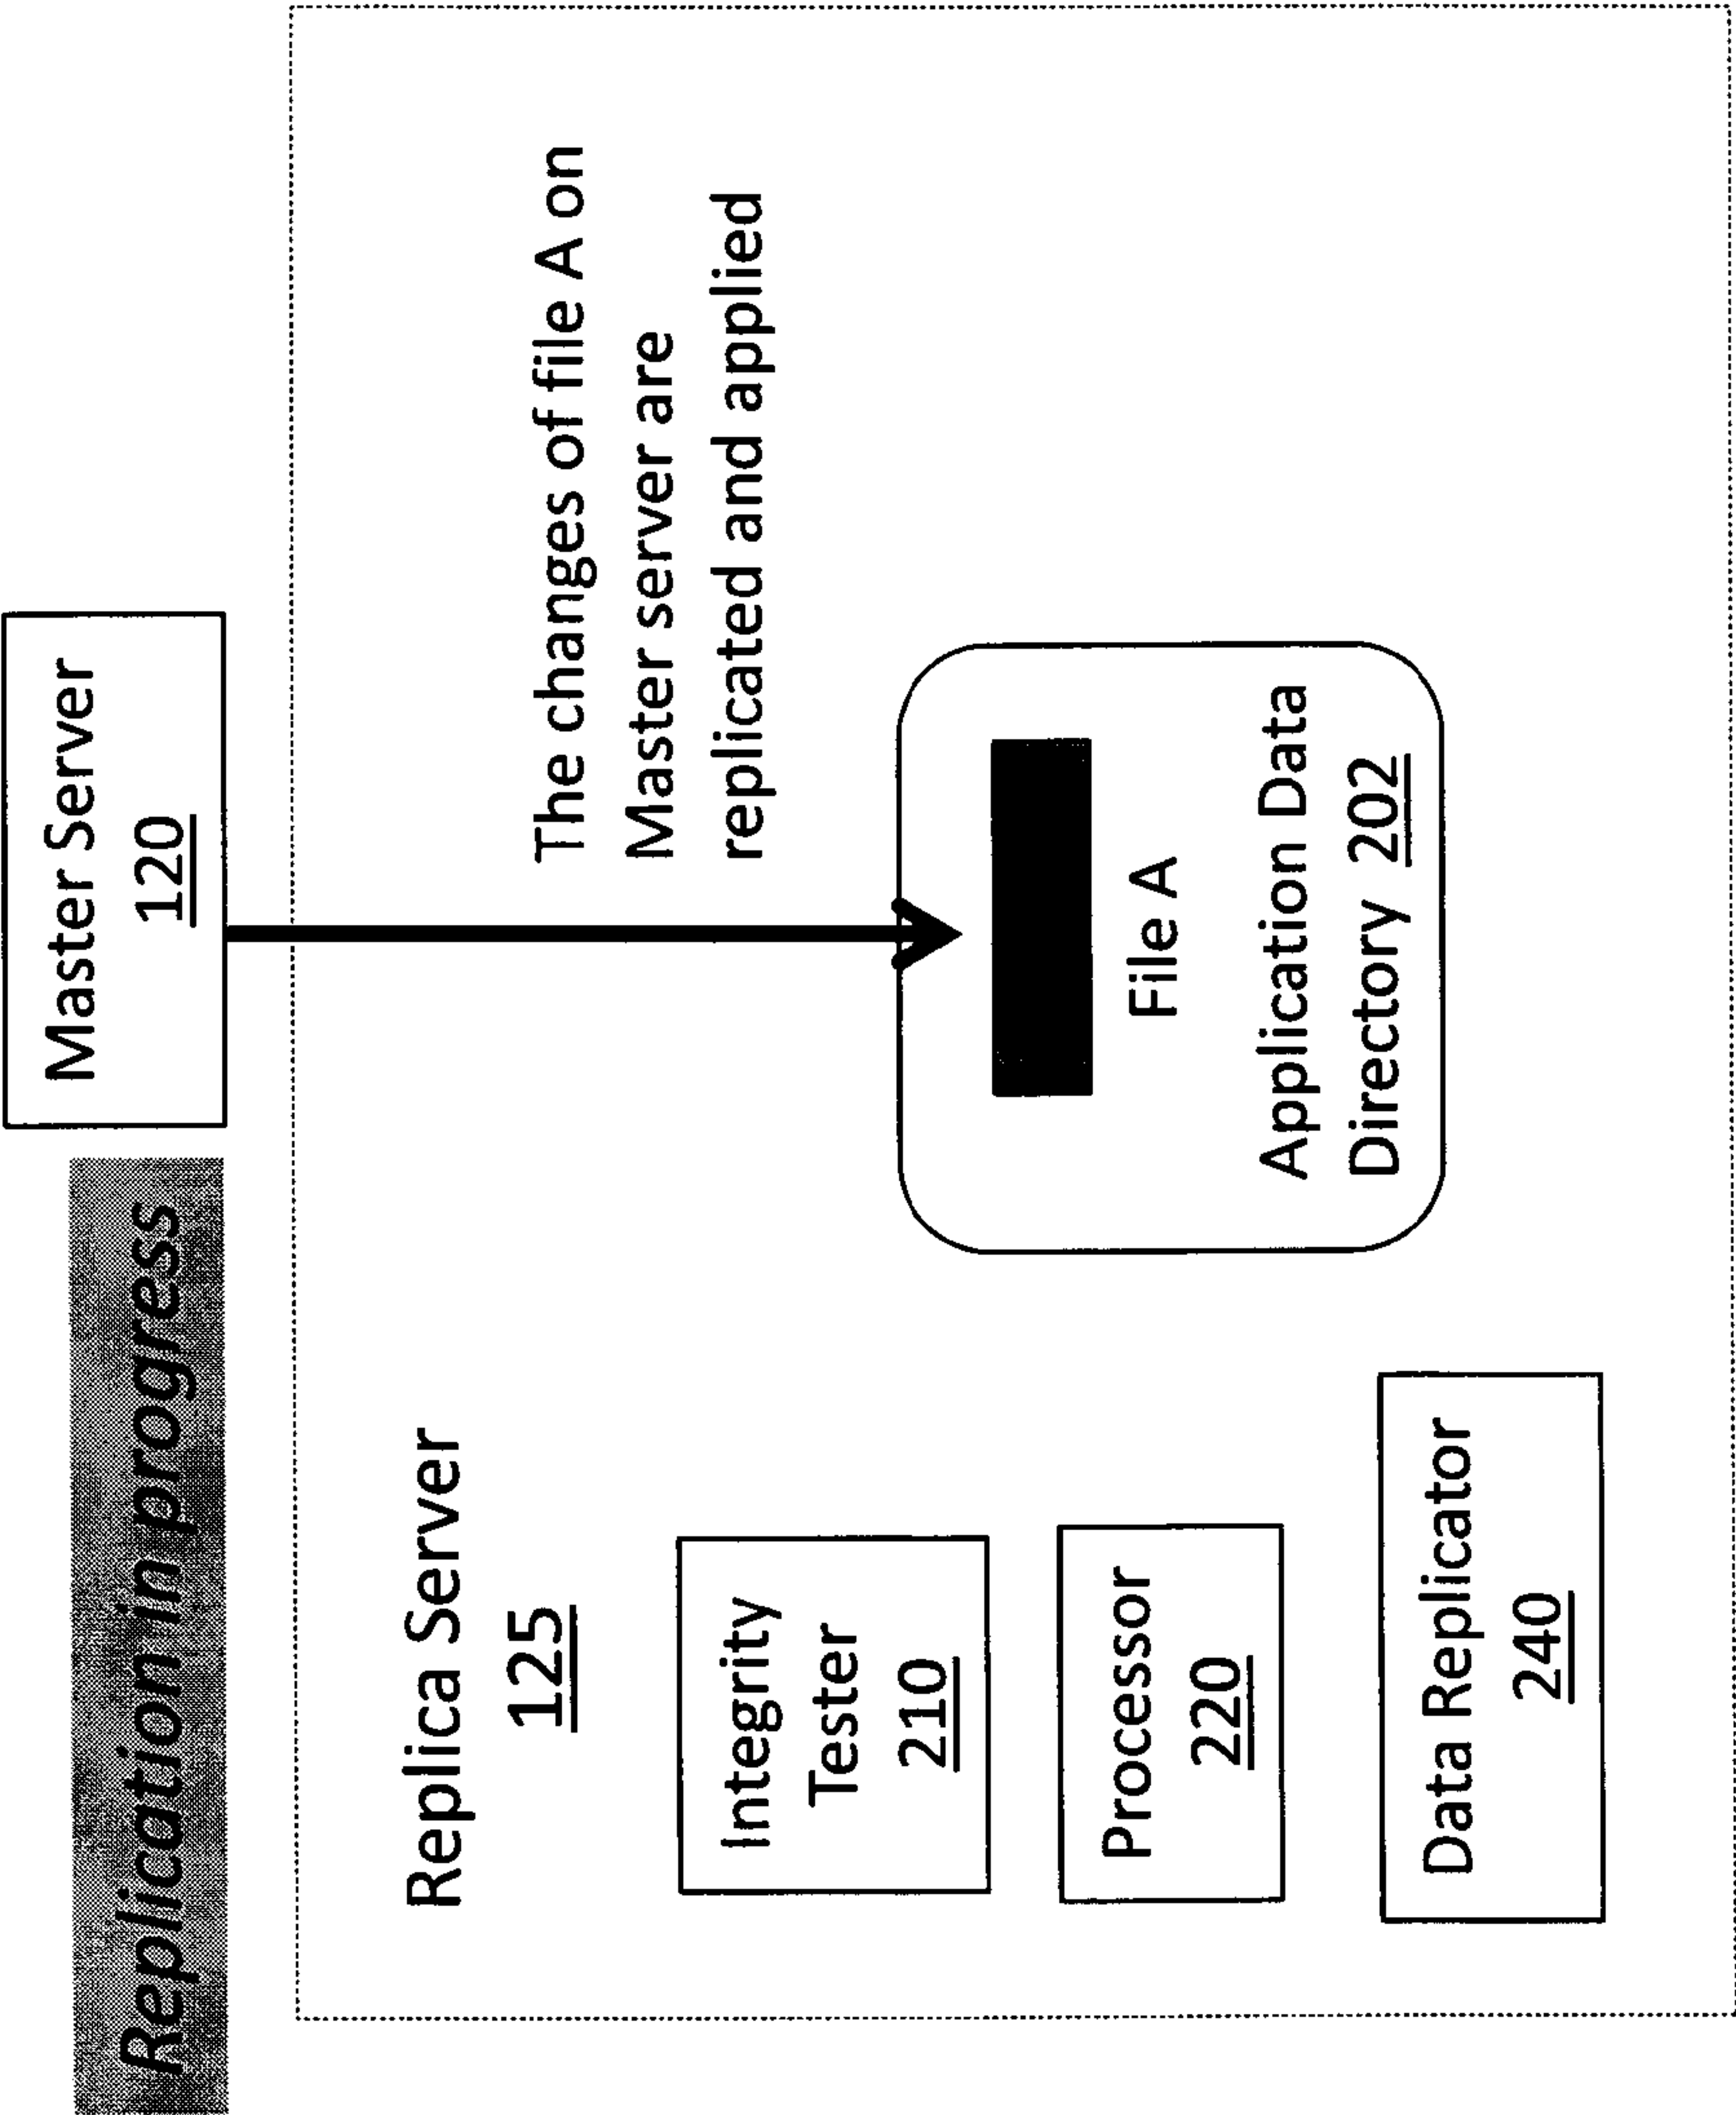 Replication in progress
Master Server
120
Replica Server
125
The changes of file A on
Master server are
replicated and applied
Integrity
Tester
210
Processor
220
Data Replicator
240
File A
Application Data
Directory 202